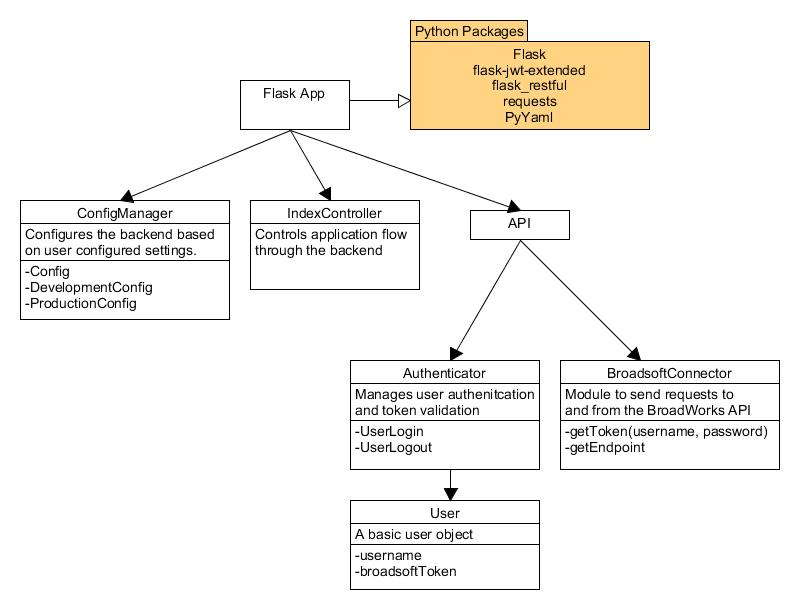 Python Packages
Flask
flask-jwt-extended
flask_restful
requests
PyYaml
Flask App
ConfigManager
Configures the backend based
on user configured settings.
-Config
-DevelopmentConfig
-ProductionConfig
IndexController
Controls application flow
through the backend
API
Authenticator
Manages user authenitcation
and token validation
-UserLogin
-UserLogout
BroadsoftConnector
Module to send requests to
and from the BroadWorks API
-getToken(username, password)
-getEndpoint
User
A basic user object
-username
-broadsoftToken